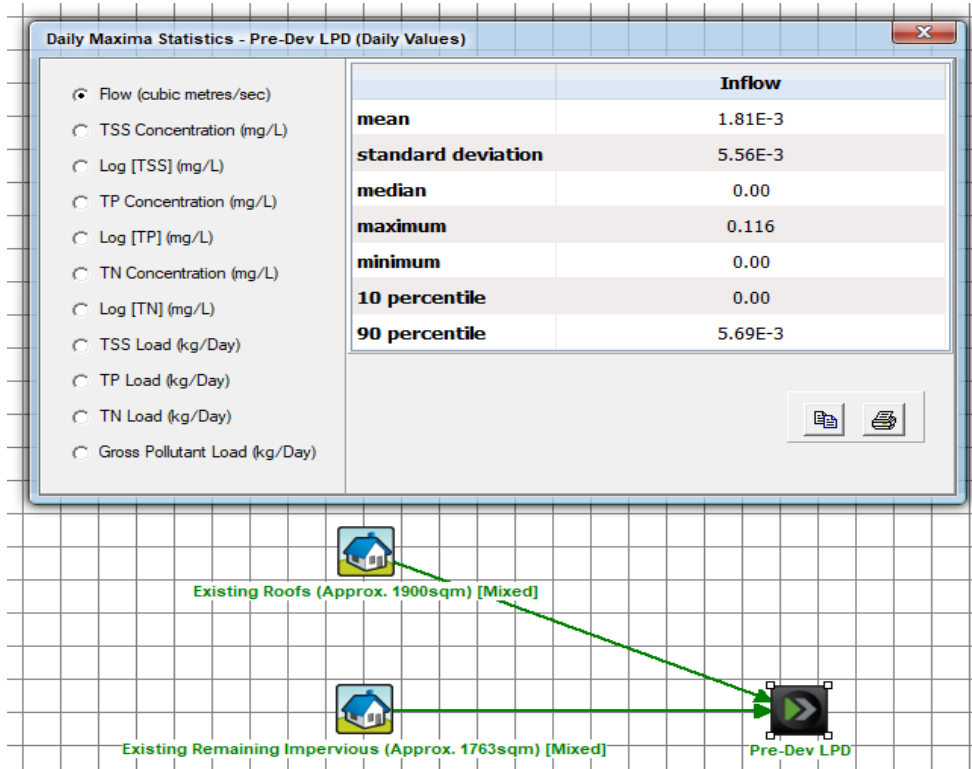 Daily Maxima Statistics - Pre-Dev LPD (Daily Values)
Flow (cubic metres/sec)
TSS Concentration (mg/L)
Log [TSS] (mg/L)
TP Concentration (mg/L)
Log [TP] (mg/L)
TN Concentration (mg/L)
Log [TN] (mg/L)
TSS Load (kg/Day)
TP Load (kg/Day)
TN Load (kg/Day)
Gross Pollutant Load (kg/Day)
Inflow
mean 1.81E-3
standard deviation 5.56E-3
median 0.00
maximum 0.116
minimum 0.00
10 percentile 0.00
90 percentile 5.69E-3
Existing Roofs (Approx. 1900sqm) [Mixed]
Existing Remaining Impervious (Approx. 1763sqm) [Mixed]
Pre-Dev LPD